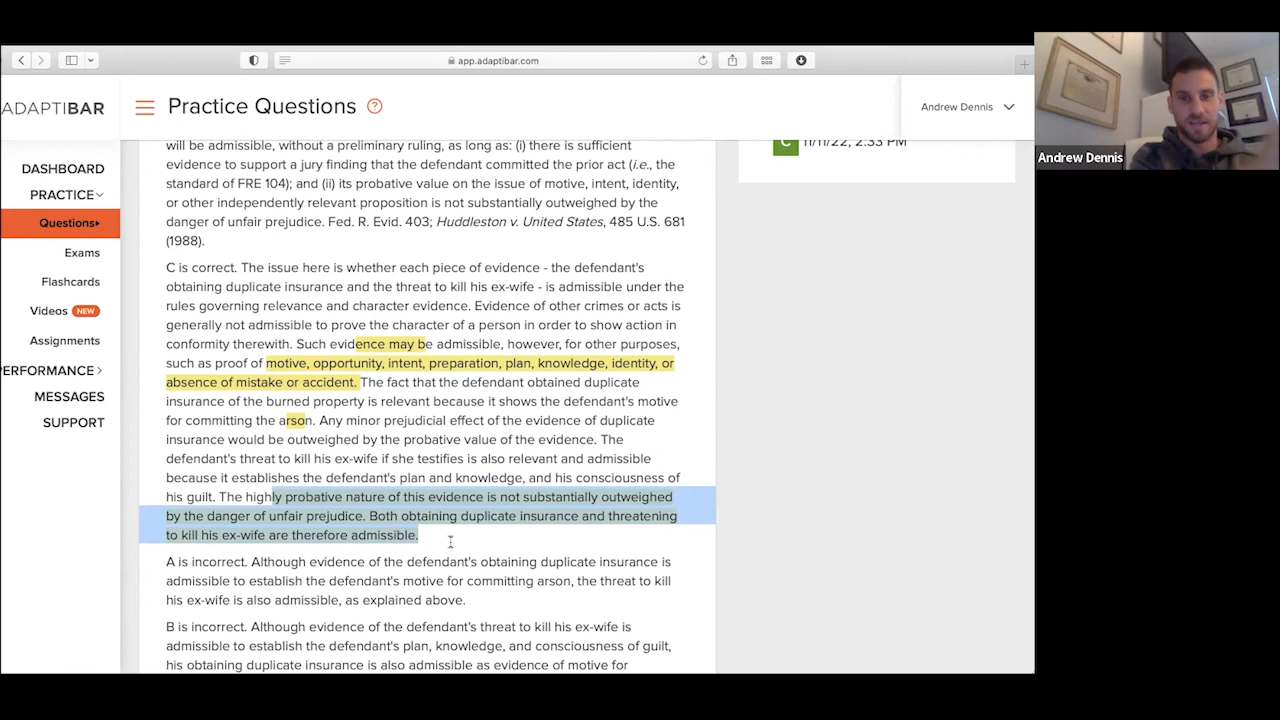 app.adaptibar.com
ADAPTIBAR
Practice Questions ?
Andrew Dennis
Andrew Dennis
DASHBOARD
PRACTICE
Questions
Exams
Flashcards
Videos NEW
Assignments
PERFORMANCE
MESSAGES
SUPPORT
will be admissible, without a preliminary ruling, as long as: (i) there is sufficient
evidence to support a jury finding that the defendant committed the prior act (i.e., the
standard of FRE 104); and (ii) its probative value on the issue of motive, intent, identity,
or other independently relevant proposition is not substantially outweighed by the
danger of unfair prejudice. Fed. R. Evid. 403; Huddleston v. United States, 485 U.S. 681
(1988).
C is correct. The issue here is whether each piece of evidence - the defendant's
obtaining duplicate insurance and the threat to kill his ex-wife - is admissible under the
rules governing relevance and character evidence. Evidence of other crimes or acts is
generally not admissible to prove the character of a person in order to show action in
conformity therewith. Such evidence may be admissible, however, for other purposes,
such as proof of motive, opportunity, intent, preparation, plan, knowledge, identity, or
absence of mistake or accident. The fact that the defendant obtained duplicate
insurance of the burned property is relevant because it shows the defendant's motive
for committing the arson. Any minor prejudicial effect of the evidence of duplicate
insurance would be outweighed by the probative value of the evidence. The
defendant's threat to kill his ex-wife if she testifies is also relevant and admissible
because it establishes the defendant's plan and knowledge, and his consciousness of
his guilt. The highly probative nature of this evidence is not substantially outweighed
by the danger of unfair prejudice. Both obtaining duplicate insurance and threatening
to kill his ex-wife are therefore admissible.
A is incorrect. Although evidence of the defendant's obtaining duplicate insurance is
admissible to establish the defendant's motive for committing arson, the threat to kill
his ex-wife is also admissible, as explained above.
B is incorrect. Although evidence of the defendant's threat to kill his ex-wife is
admissible to establish the defendant's plan, knowledge, and consciousness of guilt,
his obtaining duplicate insurance is also admissible as evidence of motive for
C 11/11/22, 2:33 PM